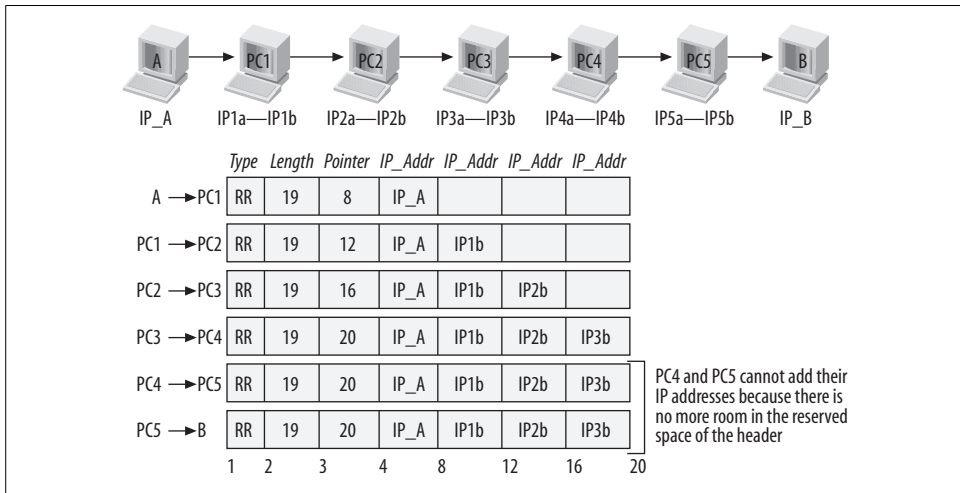 A PC1 PC2 PC3 PC4 PC5 B
IP_A IP1a—IP1b IP2a—IP2b IP3a—IP3b IP4a—IP4b IP5a—IP5b IP_B
Type Length Pointer IP_Addr IP_Addr IP_Addr IP_Addr
A → PC1 RR 19 8 IP_A
PC1 → PC2 RR 19 12 IP_A IP1b
PC2 → PC3 RR 19 16 IP_A IP1b IP2b
PC3 → PC4 RR 19 20 IP_A IP1b IP2b IP3b
PC4 → PC5 RR 19 20 IP_A IP1b IP2b IP3b
PC5 → B RR 19 20 IP_A IP1b IP2b IP3b
PC4 and PC5 cannot add their
IP addresses because there is
no more room in the reserved
space of the header
1 2 3 4 8 12 16 20